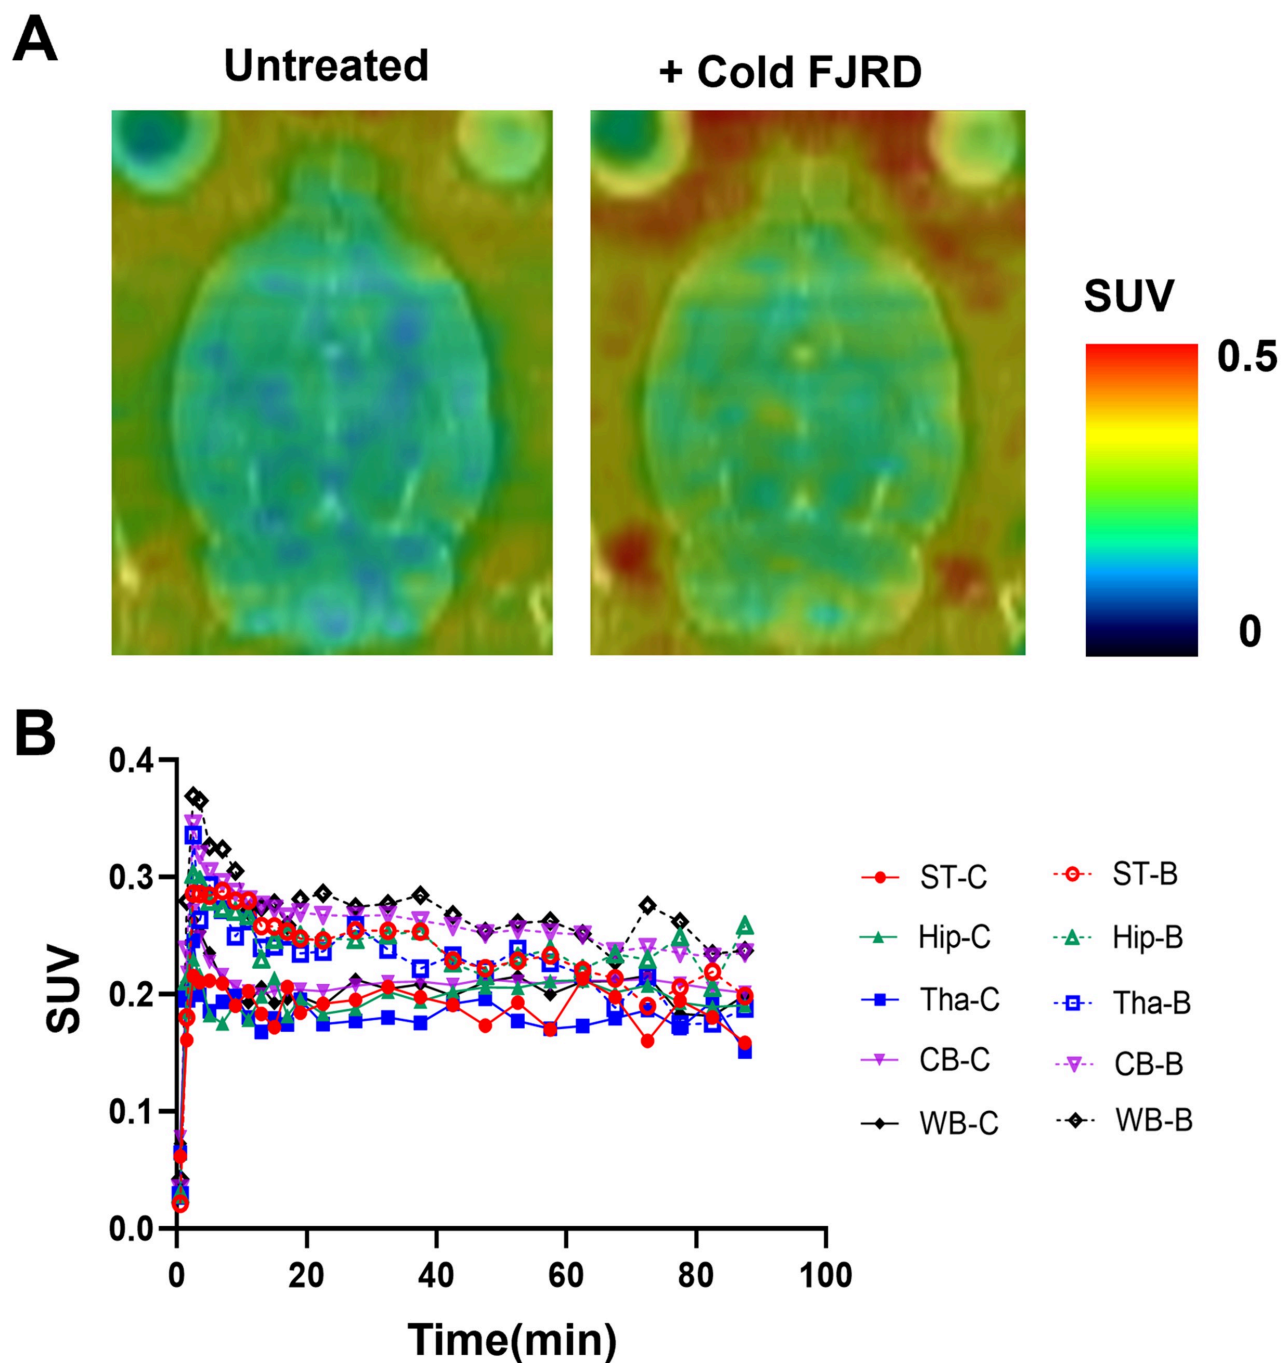 A
Untreated
+ Cold FJRD
SUV
0.5
0
B
0.4
0.3
0.2
0.1
0.0
SUV
0
20
40
60
80
100
Time(min)
ST-C
ST-B
Hip-C
Hip-B
Tha-C
Tha-B
CB-C
CB-B
WB-C
WB-B